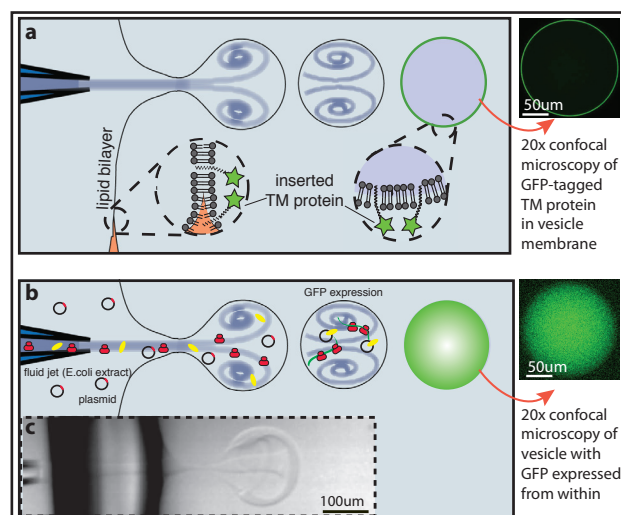 a
50um
20x confocal
microscopy of
GFP-tagged
TM protein
in vesicle
membrane
lipid bilayer
inserted
TM protein
b
GFP expression
fluid jet (E.coli extract)
plasmid
50um
20x confocal
microscopy of
vesicle with
GFP expressed
from within
c
100um